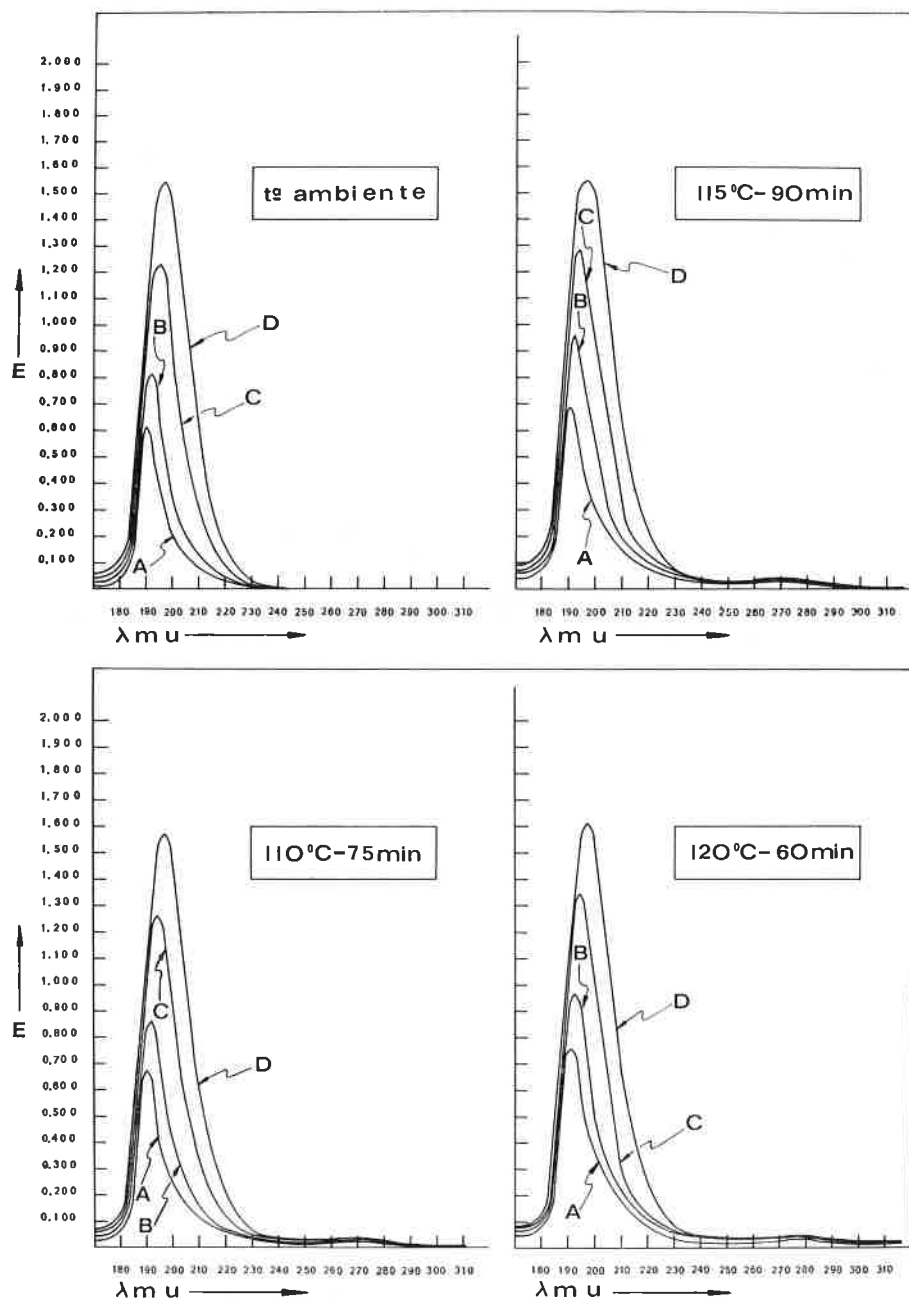 2.000
1.900
1.800
1.700
1.600
1.500
1.400
1.300
1.200
1.100
1.000
0.900
0.800
0.700
0.600
0.500
0.400
0.300
0.200
0.100
E
tª ambiente
A
B
C
D
180 190 200 210 220 230 240 250 260 270 280 290 300 310
λ m u
115ºC-90min
A
B
C
D
180 190 200 210 220 230 240 250 260 270 280 290 300 310
λ m u
2.000
1.900
1.800
1.700
1.600
1.500
1.400
1.300
1.200
1.100
1.000
0.900
0.800
0.700
0.600
0.500
0.400
0.300
0.200
0.100
E
110ºC-75min
C
D
A
B
180 190 200 210 220 230 240 250 260 270 280 290 300 310
λ m u
120ºC-60min
B
D
C
A
180 190 200 210 220 230 240 250 260 270 280 290 300 310
λ m u